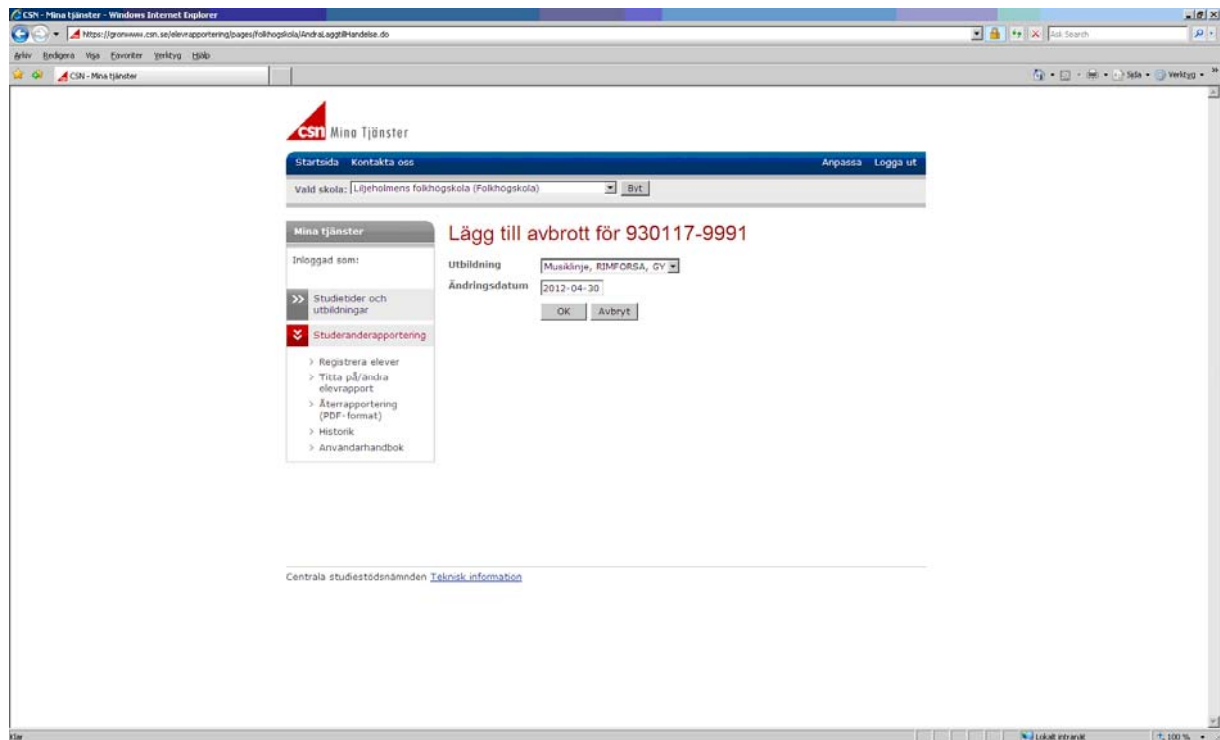 CSN - Mina tjänster - Windows Internet Explorer
https://gronwww.csn.se/elevrapportering/pages/folkhogskola/AndraLaggtillHandelse.do
Ask Search
Arkiv Redigera Visa Favoriter Verktyg Hjälp
CSN - Mina tjänster
Sida Verktyg
csn Mina Tjänster
Startsida Kontakta oss Anpassa Logga ut
Vald skola: Liljeholmens folkhögskola (Folkhögskola) Byt
Mina tjänster
Inloggad som:
Studietider och
utbildningar
Studeranderapportering
> Registrera elever
> Titta på/ändra
elevrapport
> Återrapportering
(PDF-format)
> Historik
> Användarhandbok
Lägg till avbrott för 930117-9991
Utbildning Musiklinje, RIMFORSA, GY
Ändringsdatum 2012-04-30
OK Avbryt
Centrala studiestödsnämnden Teknisk information
Klar
Lokalt intranät
100 %